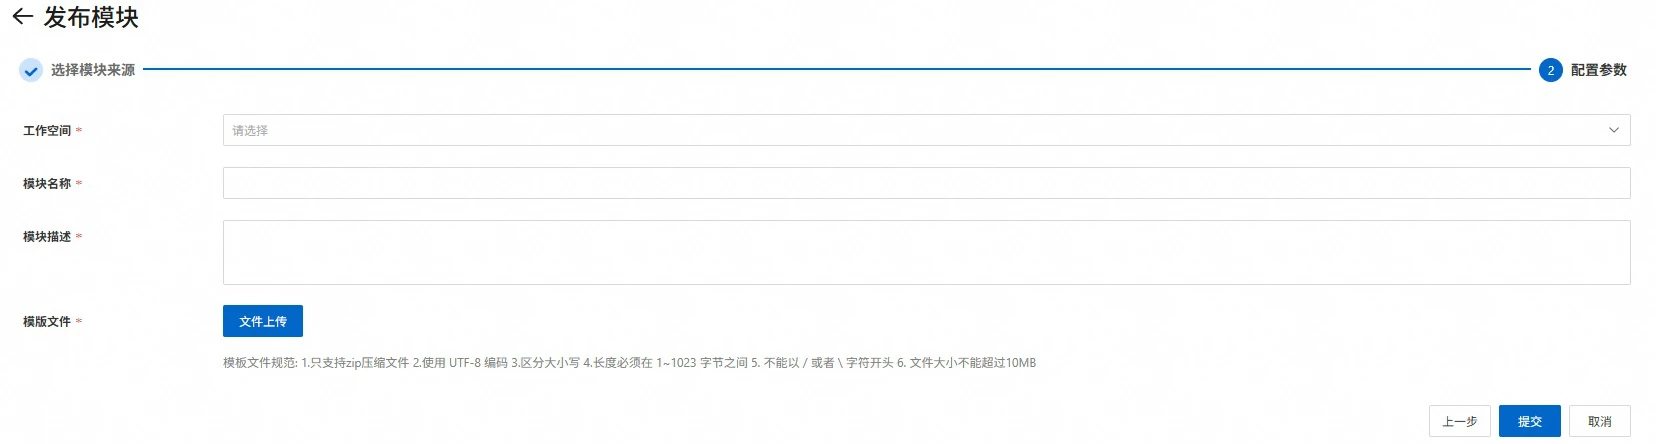 发布模块
选择模块来源
2 配置参数
工作空间 *
请选择
模块名称 *
模块描述 *
模版文件 *
文件上传
模板文件规范: 1.只支持zip压缩文件 2.使用 UTF-8 编码 3.区分大小写 4.长度必须在 1~1023 字节之间 5. 不能以 / 或者 \ 字符开头 6. 文件大小不能超过10MB
上一步 提交 取消